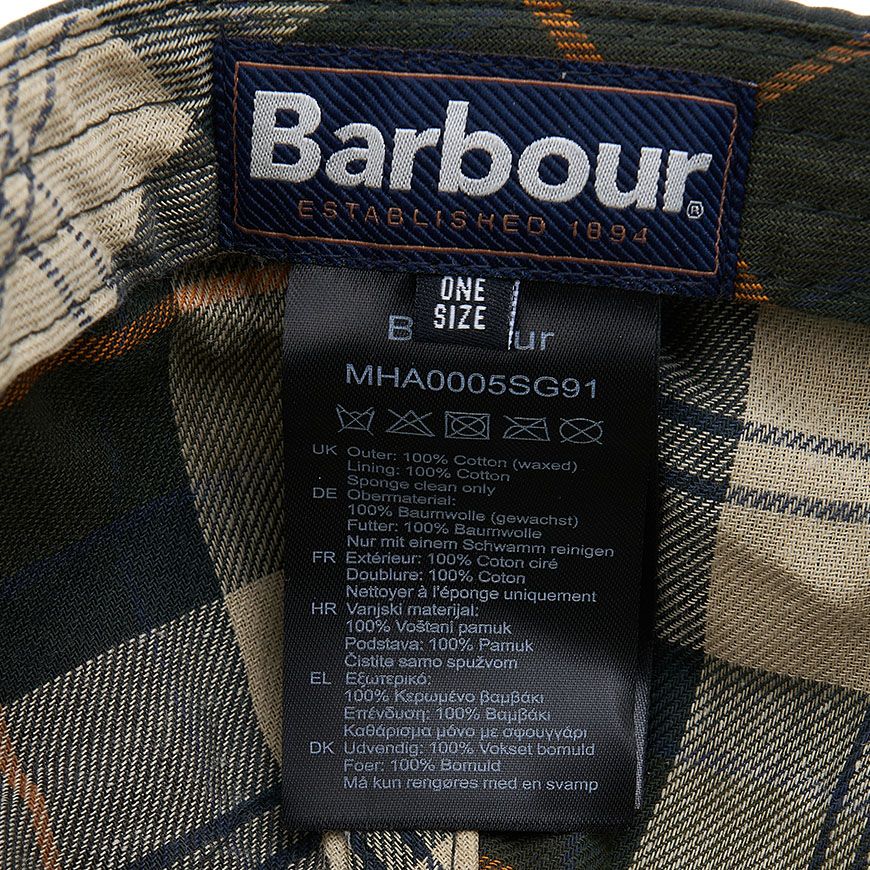 Barbour®
ESTABLISHED 1894
ONE
SIZE
B ur
MHA0005SG91
UK Outer: 100% Cotton (waxed)
Lining: 100% Cotton
Sponge clean only
DE Obermaterial:
100% Baumwolle (gewachst)
Futter: 100% Baumwolle
Nur mit einem Schwamm reinigen
FR Extérieur: 100% Coton ciré
Doublure: 100% Coton
Nettoyer à l'éponge uniquement
HR Vanjski materijal:
100% Voštani pamuk
Podstava: 100% Pamuk
Čistite samo spužvom
EL Εξωτερικό:
100% Κερωμένο βαμβάκι
Επένδυση: 100% Βαμβάκι
Καθάρισμα μόνο με σφουγγάρι
DK Udvendig: 100% Vokset bomuld
Foer: 100% Bomuld
Må kun rengøres med en svamp